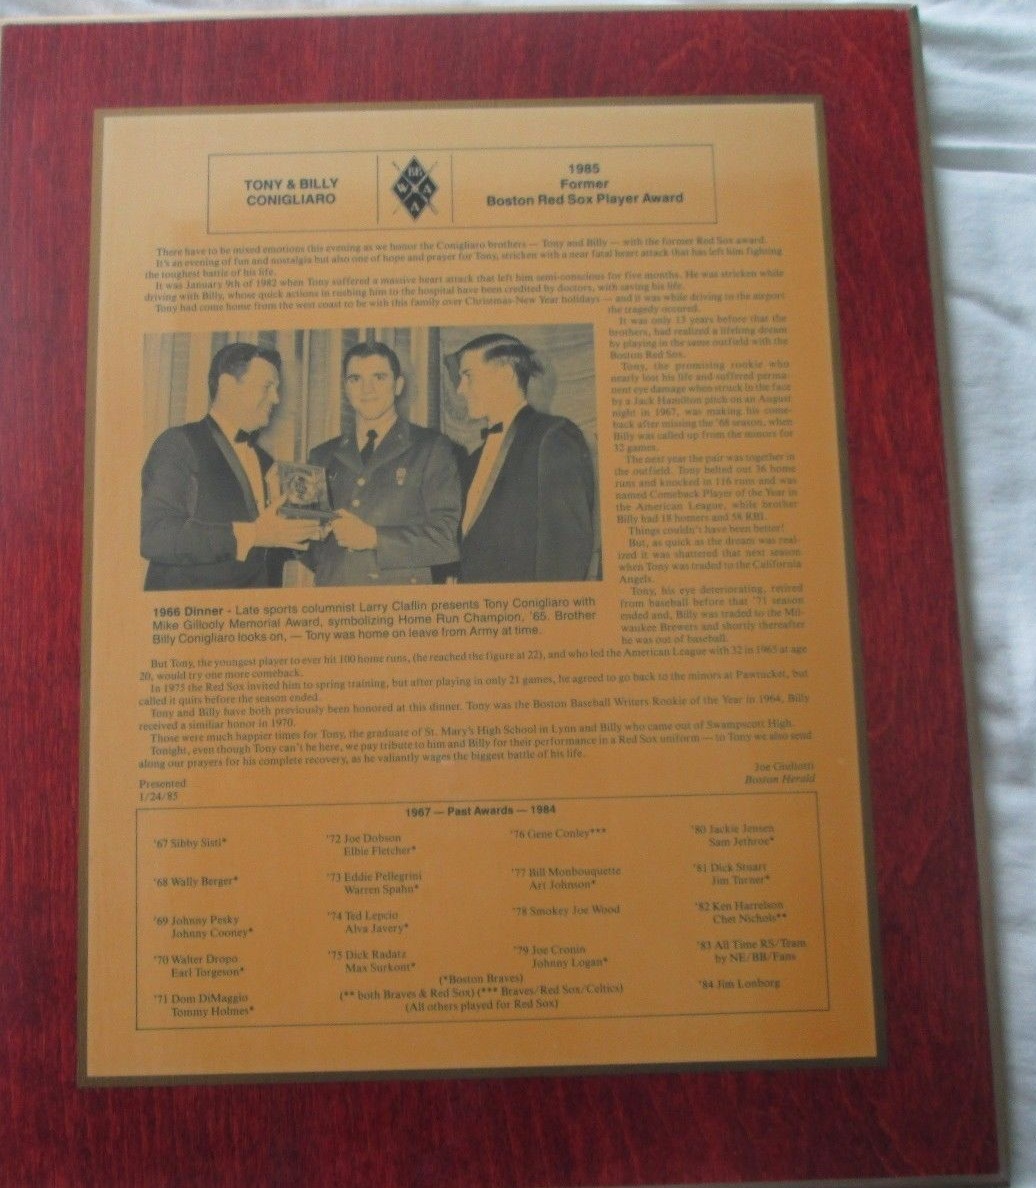 TONY & BILLY
CONIGLIARO
BB
W A
A
1985
Former
Boston Red Sox Player Award
There have to be mixed emotions this evening as we honor the Conigliaro brothers — Tony and Billy — with the former Red Sox award.
It's an evening of fun and nostalgia but also one of hope and prayer for Tony, stricken with a near fatal heart attack that has left him fighting
the toughest battle of his life.
It was January 9th of 1982 when Tony suffered a massive heart attack that left him semi-conscious for five months. He was stricken while
driving with Billy, whose quick actions in rushing him to the hospital have been credited by doctors, with saving his life.
Tony had come home from the west coast to be with this family over Christmas-New Year holidays — and it was while driving to the airport
the tragedy occured.
It was only 13 years before that the
brothers, had realized a lifelong dream
by playing in the same outfield with the
Boston Red Sox.
Tony, the promising rookie who
nearly lost his life and suffered perma-
nent eye damage when struck in the face
by a Jack Hamilton pitch on an August
night in 1967, was making his come-
back after missing the '68 season, when
Billy was called up from the minors for
32 games.
The next year the pair was together in
the outfield. Tony belted out 36 home
runs and knocked in 116 runs and was
named Comeback Player of the Year in
the American League, while brother
Billy had 18 homers and 58 RBI.
Things couldn't have been better!
But, as quick as the dream was real-
ized it was shattered that next season
when Tony was traded to the California
Angels.
Tony, his eye deteriorating, retired
from baseball before that '71 season
ended and, Billy was traded to the Mil-
waukee Brewers and shortly thereafter
he was out of baseball.
1966 Dinner - Late sports columnist Larry Claflin presents Tony Conigliaro with
Mike Gillooly Memorial Award, symbolizing Home Run Champion, '65. Brother
Billy Conigliaro looks on, — Tony was home on leave from Army at time.
But Tony, the youngest player to ever hit 100 home runs, (he reached the figure at 22), and who led the American League with 32 in 1965 at age
20, would try one more comeback.
In 1975 the Red Sox invited him to spring training, but after playing in only 21 games, he agreed to go back to the minors at Pawtucket, but
called it quits before the season ended.
Tony and Billy have both previously been honored at this dinner. Tony was the Boston Baseball Writers Rookie of the Year in 1964, Billy
received a similiar honor in 1970.
Those were much happier times for Tony, the graduate of St. Mary's High School in Lynn and Billy who came out of Swampscott High.
Tonight, even though Tony can't be here, we pay tribute to him and Billy for their performance in a Red Sox uniform — to Tony we also send
along our prayers for his complete recovery, as he valiantly wages the biggest battle of his life.
Joe Giuliotti
Boston Herald
Presented
1/24/85
1967 — Past Awards — 1984
'67 Sibby Sisti*
'68 Wally Berger*
'69 Johnny Pesky
Johnny Cooney*
'70 Walter Dropo
Earl Torgeson*
'71 Dom DiMaggio
Tommy Holmes*
'72 Joe Dobson
Elbie Fletcher*
'73 Eddie Pellegrini
Warren Spahn*
'74 Ted Lepcio
Alva Javery*
'75 Dick Radatz
Max Surkont*
'76 Gene Conley***
'77 Bill Monbouquette
Art Johnson*
'78 Smokey Joe Wood
'79 Joe Cronin
Johnny Logan*
'80 Jackie Jensen
Sam Jethroe*
'81 Dick Stuart
Jim Turner*
'82 Ken Harrelson
Chet Nichols**
'83 All Time RS/Team
by NE/BB/Fans
'84 Jim Lonborg
(*Boston Braves)
(** both Braves & Red Sox) (*** Braves/Red Sox/Celtics)
(All others played for Red Sox)